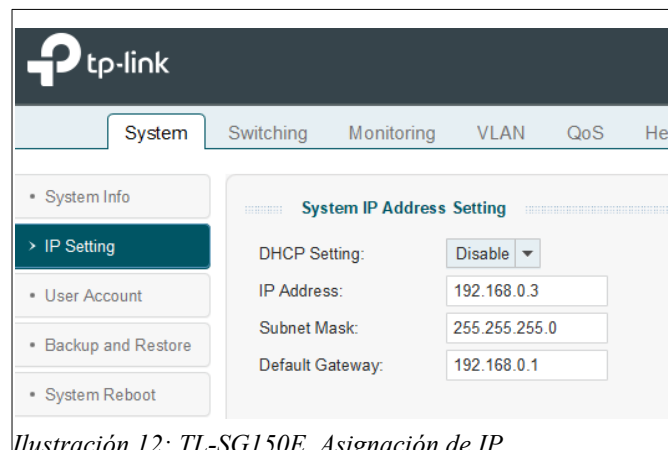 tp-link
System Switching Monitoring VLAN QoS He
System Info
IP Setting
User Account
Backup and Restore
System Reboot
System IP Address Setting
DHCP Setting: Disable
IP Address: 192.168.0.3
Subnet Mask: 255.255.255.0
Default Gateway: 192.168.0.1
Ilustración 12: TL-SG150E. Asignación de IP